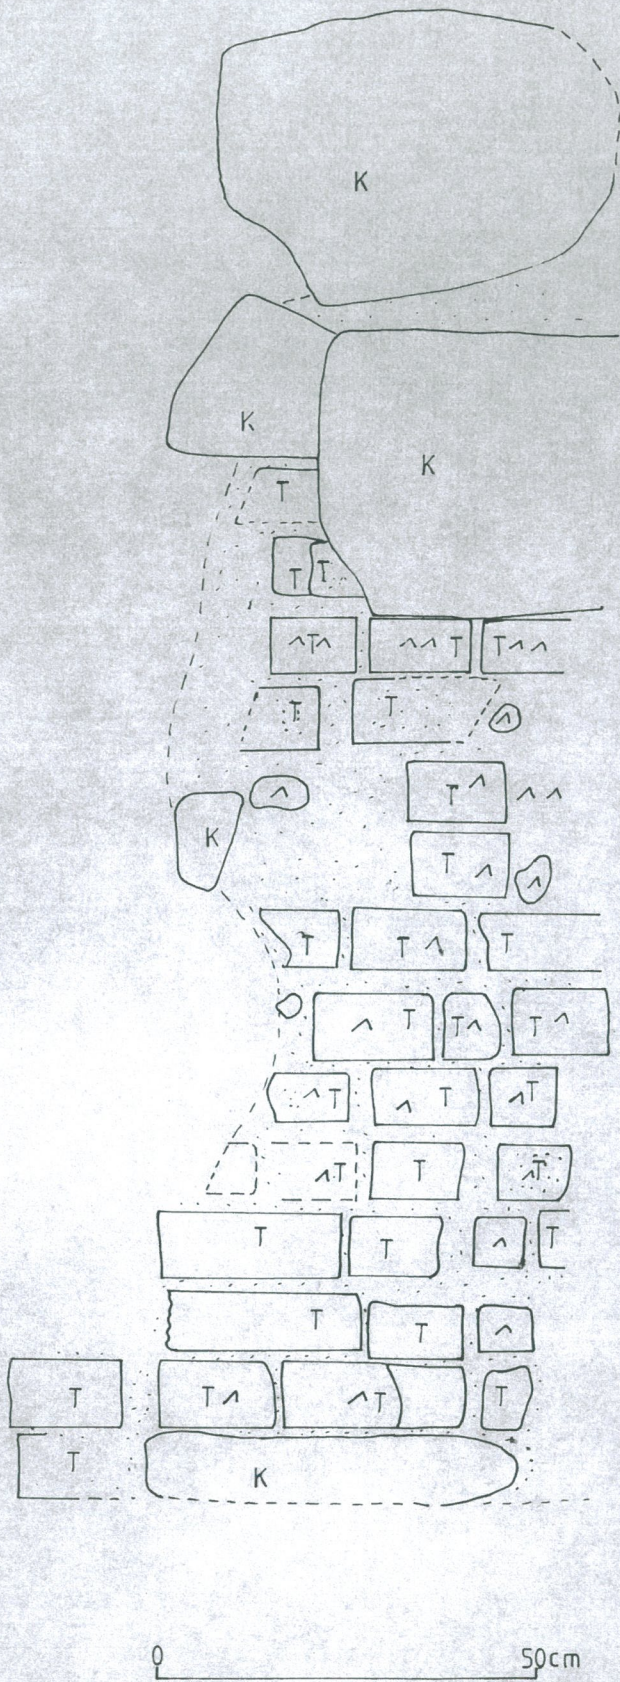 K
K
K
T
T T
^T^ ^^T T^^
T T ^
^ T^ ^^
K
T^ ^
T T^ T
^ T T^ T^
^T ^T ^T
^T T ^T
T T ^ T
T T ^
T T^ ^T T
T K
0 50cm